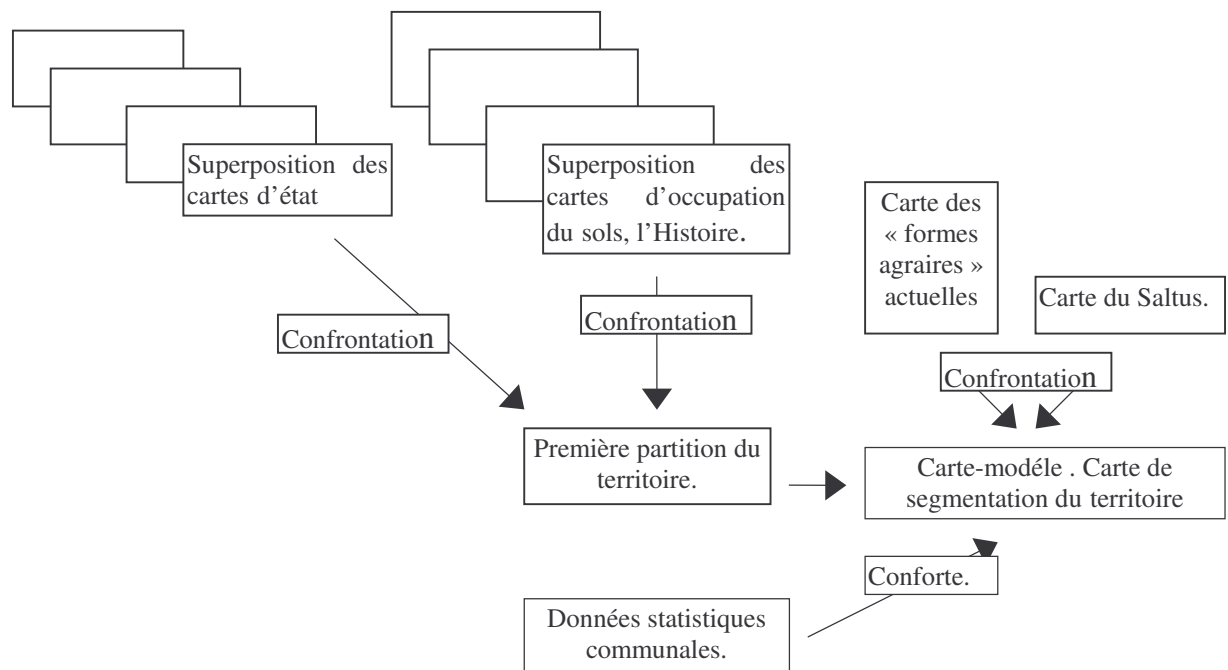 Superposition des
cartes d'état
Superposition des
cartes d'occupation
du sols, l'Histoire.
Carte des
« formes
agraires »
actuelles
Carte du Saltus.
Confrontation
Confrontation
Confrontation
Première partition du
territoire.
Carte-modéle . Carte de
segmentation du territoire
Conforte.
Données statistiques
communales.